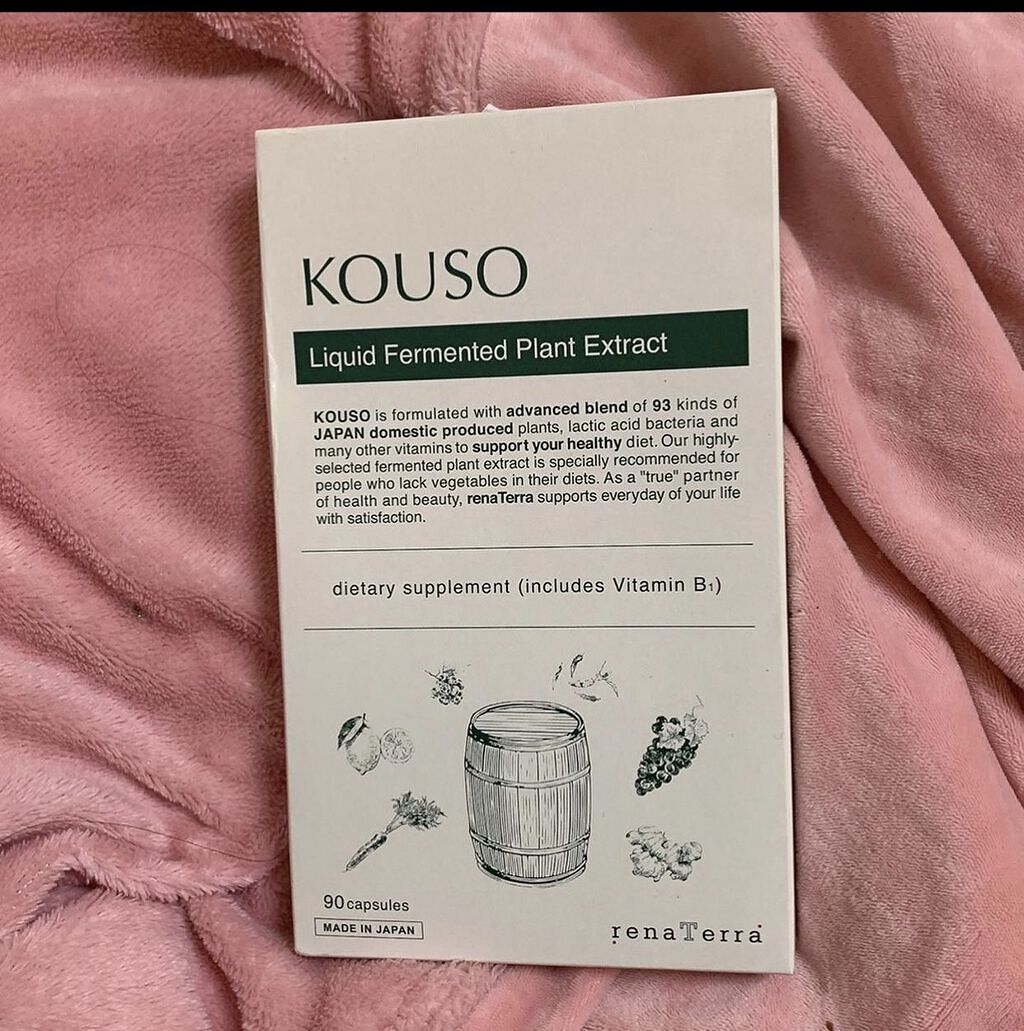 KOUSO
Liquid Fermented Plant Extract
KOUSO is formulated with advanced blend of 93 kinds of
JAPAN domestic produced plants, lactic acid bacteria and
many other vitamins to support your healthy diet. Our highly-
selected fermented plant extract is specially recommended for
people who lack vegetables in their diets. As a "true" partner
of health and beauty, renaTerra supports everyday of your life
with satisfaction.
dietary supplement (includes Vitamin B₁)
90 capsules
MADE IN JAPAN
renaTerra